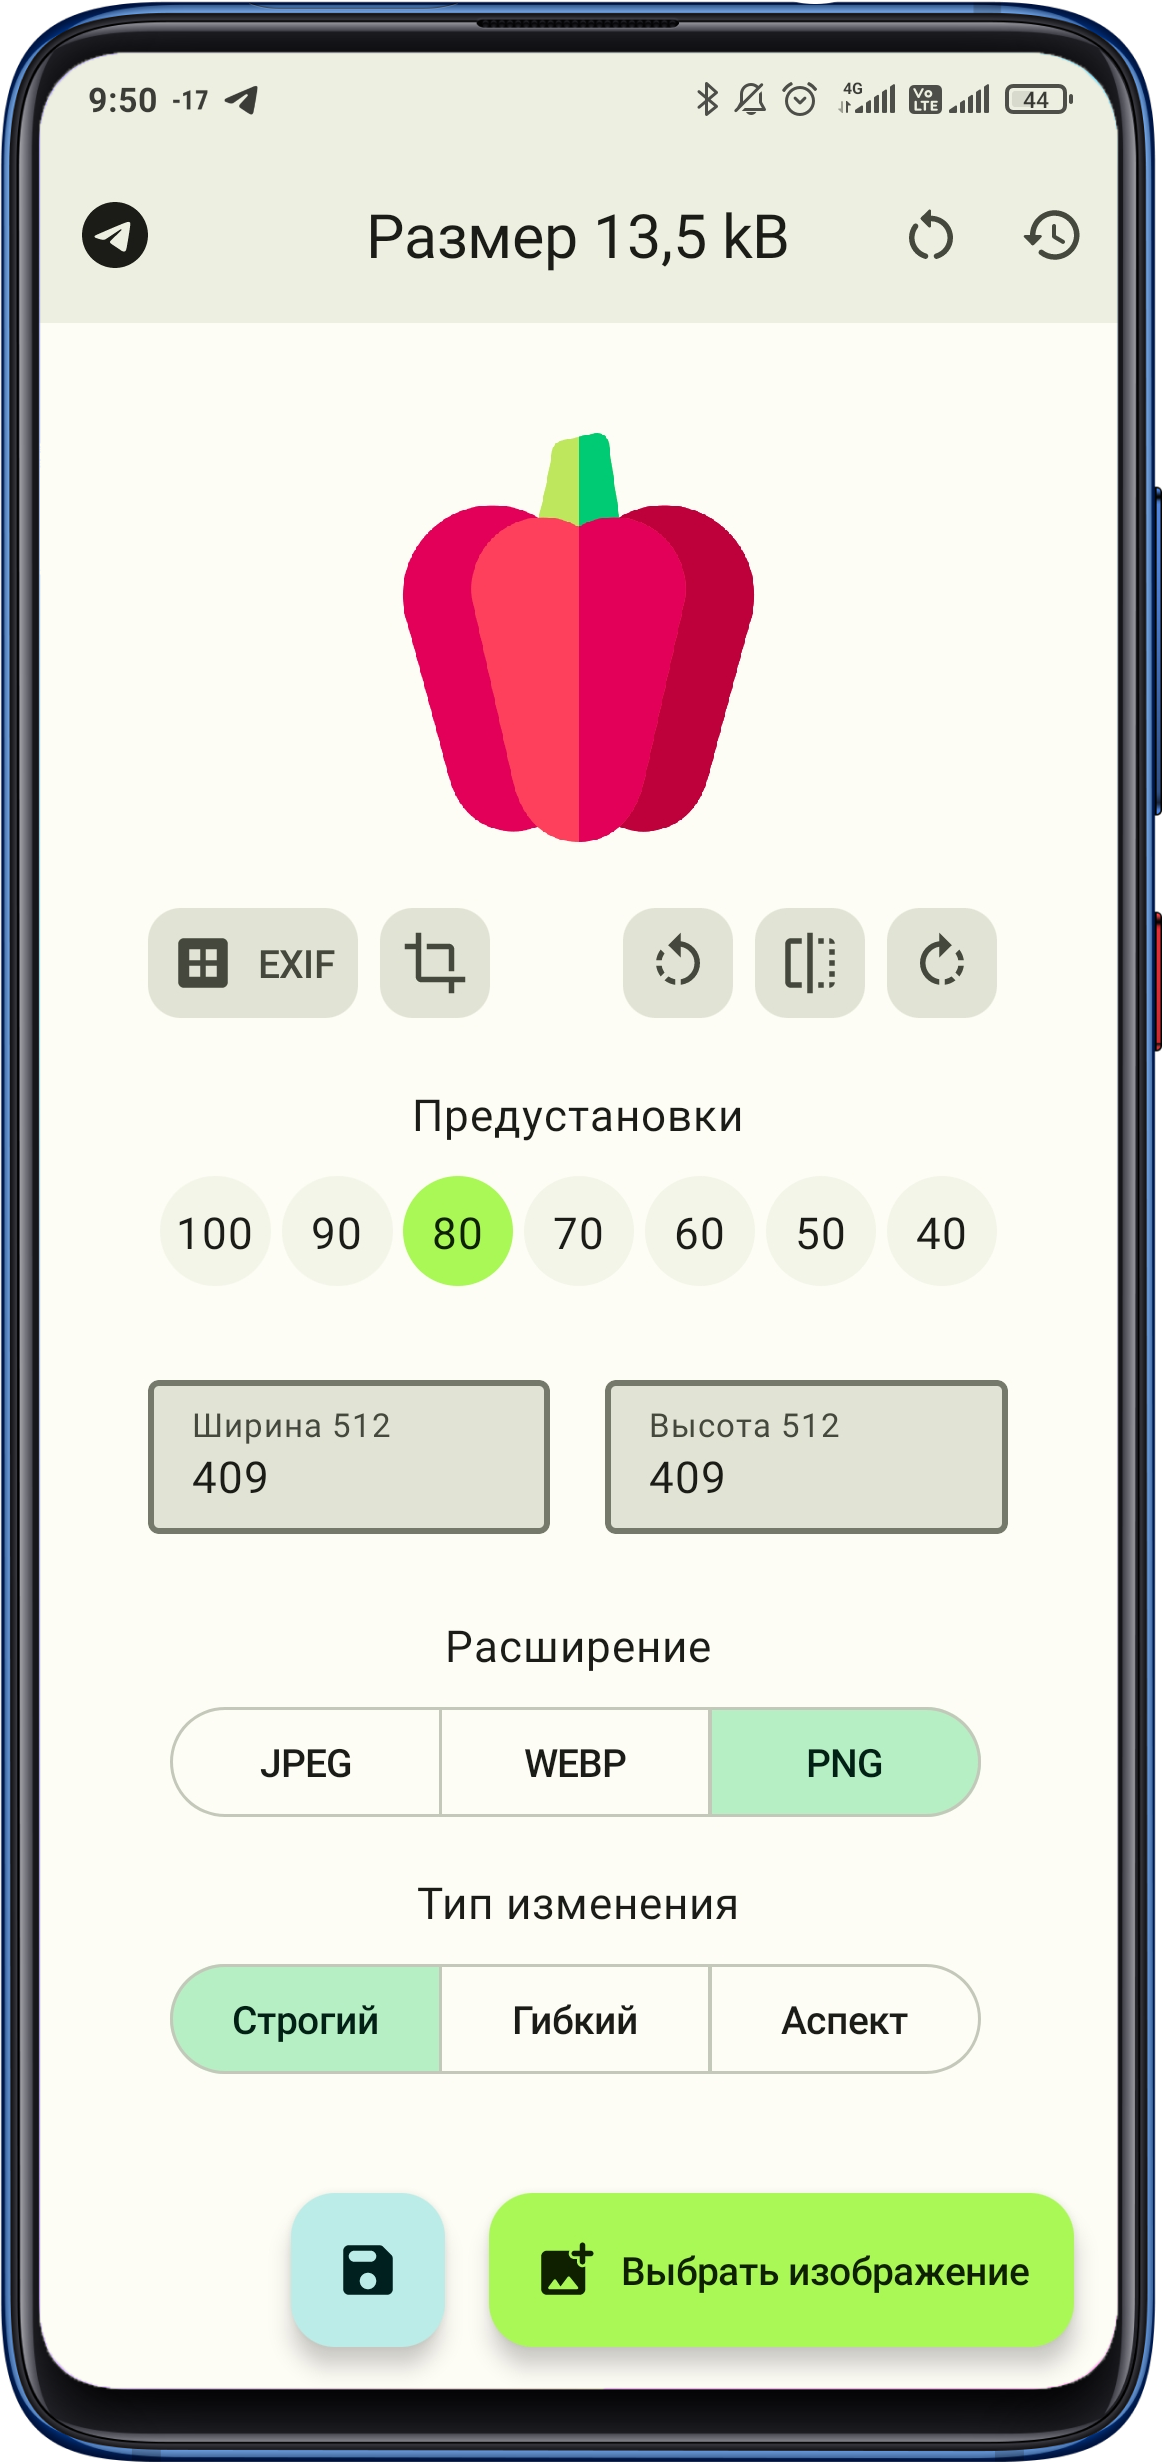 9:50 -17 4G Vo LTE 44
Размер 13,5 kB
EXIF
Предустановки
100 90 80 70 60 50 40
Ширина 512 Высота 512
409 409
Расширение
JPEG WEBP PNG
Тип изменения
Строгий Гибкий Аспект
Выбрать изображение